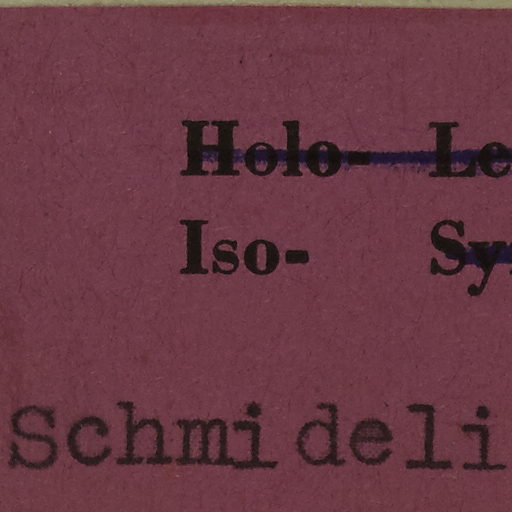 Holo- Le
Iso- Sy
Schmideli